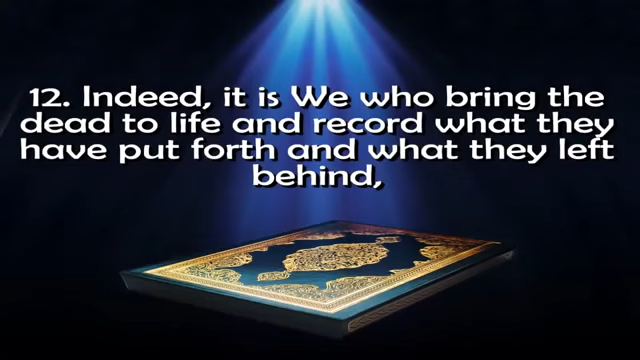 12. Indeed, it is We who bring the
dead to life and record what they
have put forth and what they left
behind,